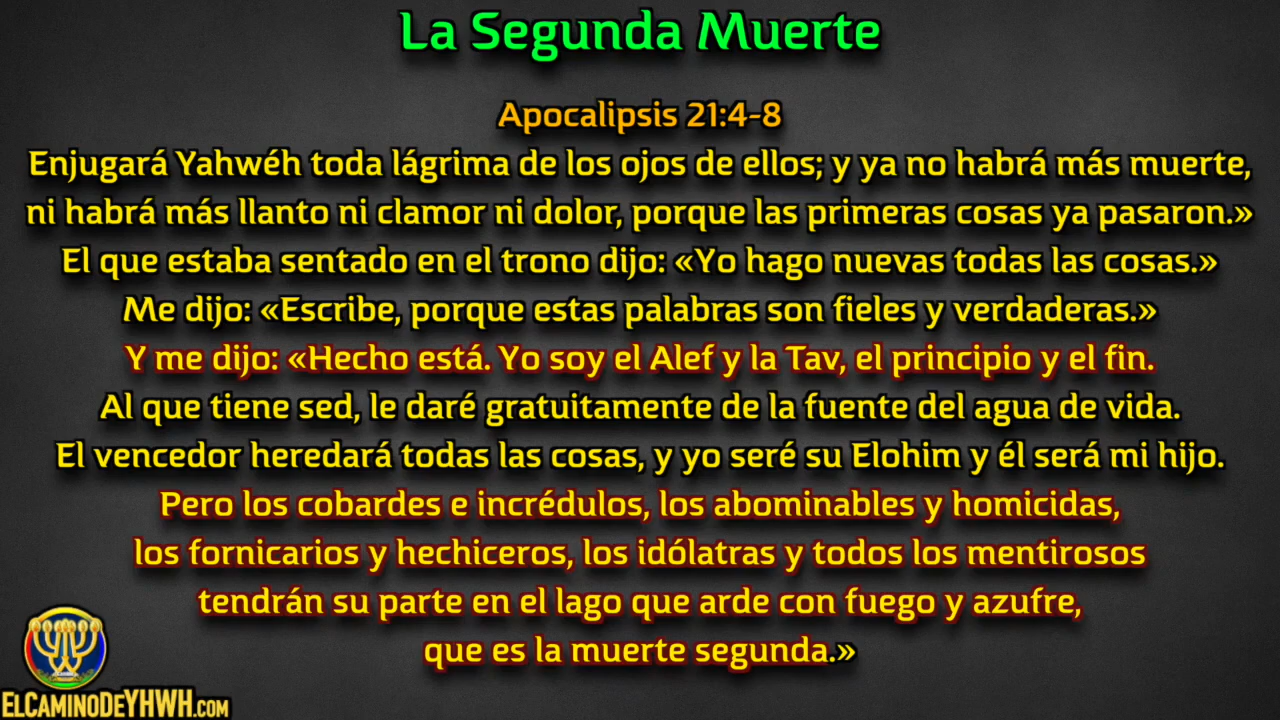 La Segunda Muerte
Apocalipsis 21:4-8
Enjugará Yahwéh toda lágrima de los ojos de ellos; y ya no habrá más muerte,
ni habrá más llanto ni clamor ni dolor, porque las primeras cosas ya pasaron.»
El que estaba sentado en el trono dijo: «Yo hago nuevas todas las cosas.»
Me dijo: «Escribe, porque estas palabras son fieles y verdaderas.»
Y me dijo: «Hecho está. Yo soy el Alef y la Tav, el principio y el fin.
Al que tiene sed, le daré gratuitamente de la fuente del agua de vida.
El vencedor heredará todas las cosas, y yo seré su Elohim y él será mi hijo.
Pero los cobardes e incrédulos, los abominables y homicidas,
los fornicarios y hechiceros, los idólatras y todos los mentirosos
tendrán su parte en el lago que arde con fuego y azufre,
que es la muerte segunda.»
ELCAMINODEYHWH.com